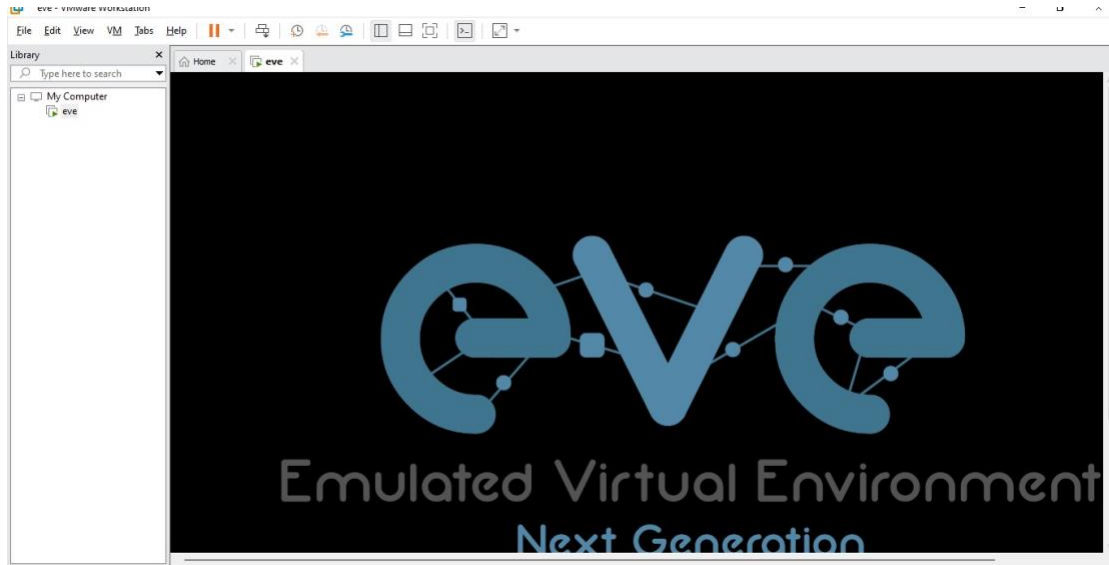 eve - VMware Workstation
File Edit View VM Tabs Help
Library
Home
eve
Type here to search
My Computer
eve
eve
Emulated Virtual Environment
Next Generation